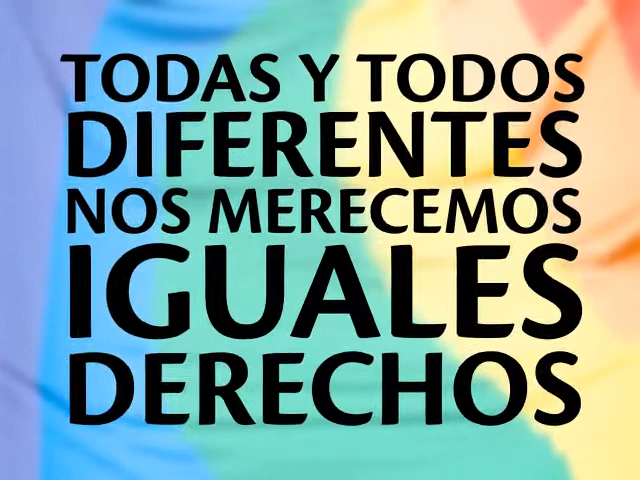 TODAS Y TODOS
DIFERENTES
NOS MERECEMOS
IGUALES
DERECHOS